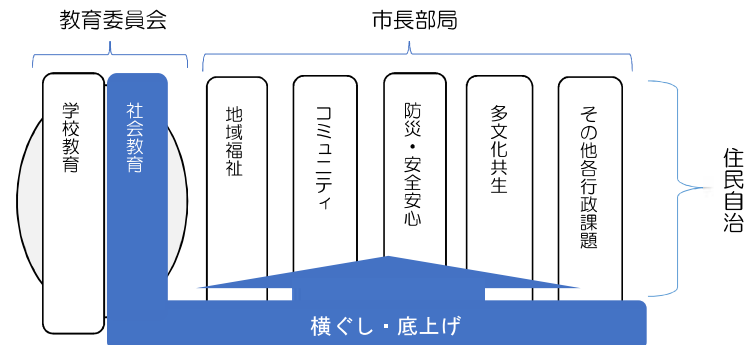 教育委員会
市長部局
学校教育
社会教育
地域福祉
コミュニティ
防災・安全安心
多文化共生
その他各行政課題
住民自治
横ぐし・底上げ